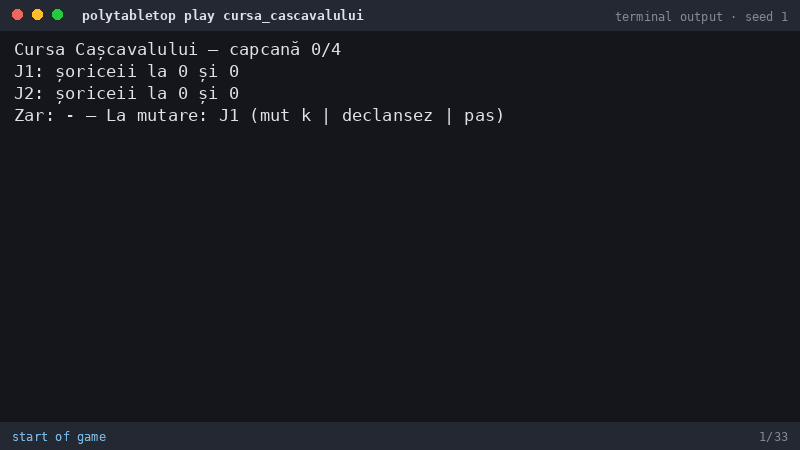 polytabletop play cursa_cascavalului
terminal output · seed 1
Cursa Cașcavalului — capcană 0/4
J1: șoriceii la 0 și 0
J2: șoriceii la 0 și 0
Zar: - — La mutare: J1 (mut k | declansez | pas)
start of game
1/33